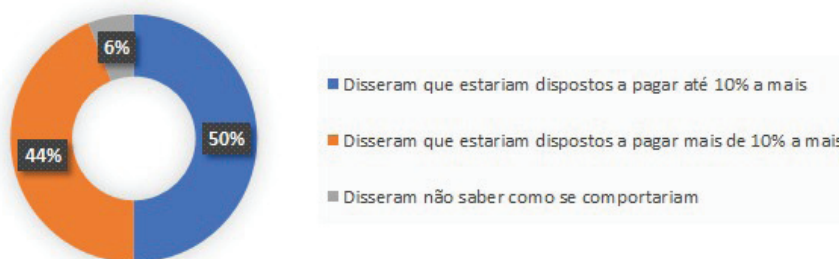 6%
50%
44%
Disseram que estariam dispostos a pagar até 10% a mais
Disseram que estariam dispostos a pagar mais de 10% a mais
Disseram não saber como se comportariam